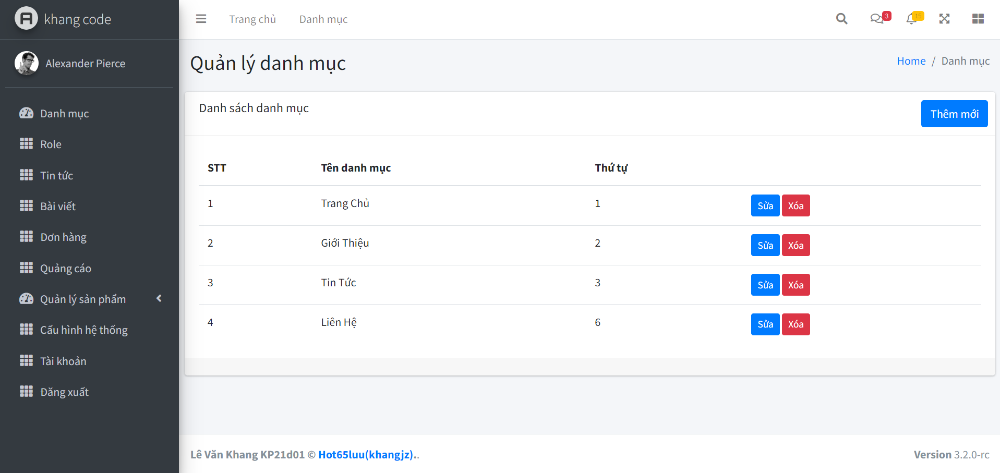 khang code
Trang chủ
Danh mục
3
15
Alexander Pierce
Danh mục
Role
Tin tức
Bài viết
Đơn hàng
Quảng cáo
Quản lý sản phẩm
Cấu hình hệ thống
Tài khoản
Đăng xuất
Quản lý danh mục
Home / Danh mục
Danh sách danh mục
Thêm mới
STT Tên danh mục Thứ tự
1 Trang Chủ 1 Sửa Xóa
2 Giới Thiệu 2 Sửa Xóa
3 Tin Tức 3 Sửa Xóa
4 Liên Hệ 6 Sửa Xóa
Lê Văn Khang KP21d01 © Hot65luu(khangjz)..
Version 3.2.0-rc